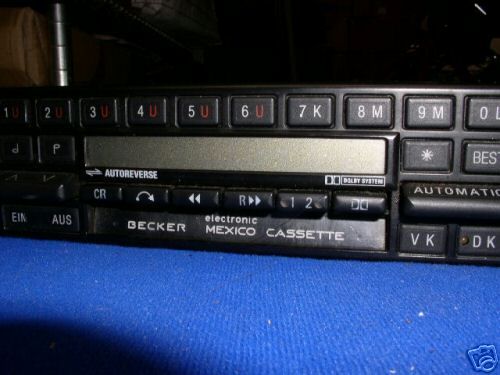 1U 2U 3U 4U 5U 6U 7K 8M 9M 0L
AUTOREVERSE DOLBY SYSTEM * BEST
CR R 1 2 AUTOMATIC
EIN AUS
electronic
BECKER MEXICO CASSETTE VK DK